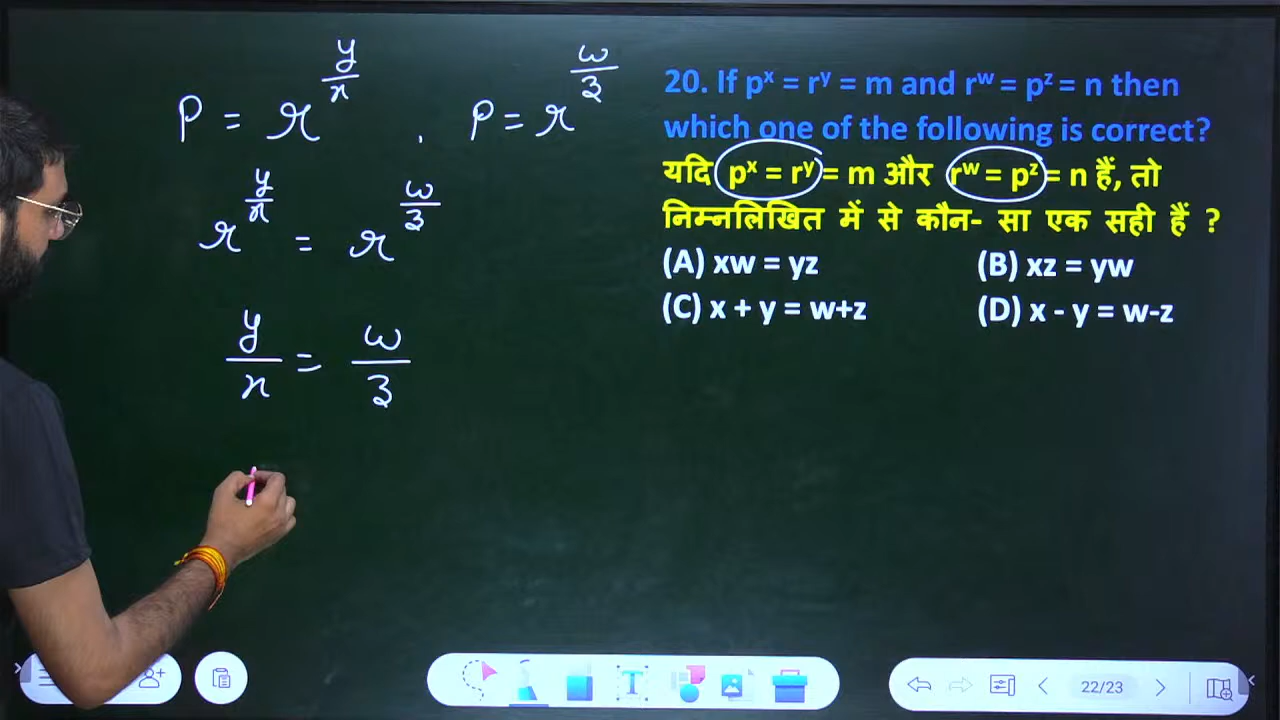 P = r^(y/x) , P = r^(w/z)
r^(y/x) = r^(w/z)
y/x = w/z
20. If pˣ = rʸ = m and rʷ = pᶻ = n then
which one of the following is correct?
यदि pˣ = rʸ = m और rʷ = pᶻ = n हैं, तो
निम्नलिखित में से कौन- सा एक सही हैं ?
(A) xw = yz (B) xz = yw
(C) x + y = w+z (D) x - y = w-z
22/23